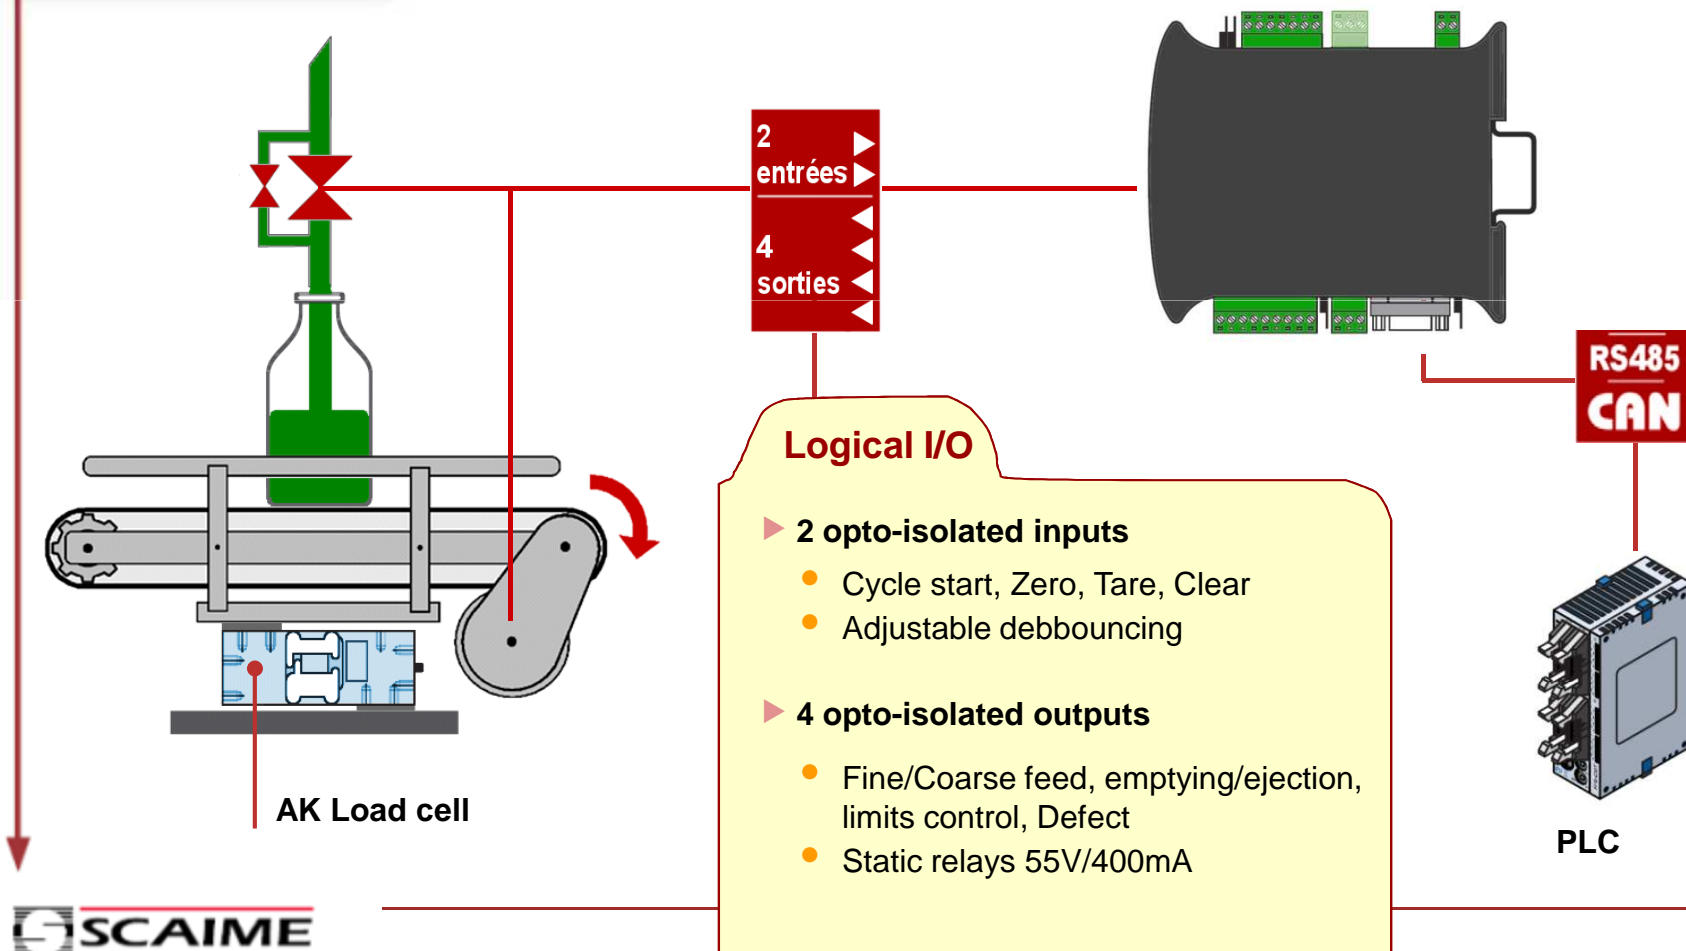 2
entrées
4
sorties
RS485
CAN
Logical I/O
2 opto-isolated inputs
Cycle start, Zero, Tare, Clear
Adjustable debbouncing
4 opto-isolated outputs
Fine/Coarse feed, emptying/ejection,
limits control, Defect
Static relays 55V/400mA
AK Load cell
PLC
SCAIME